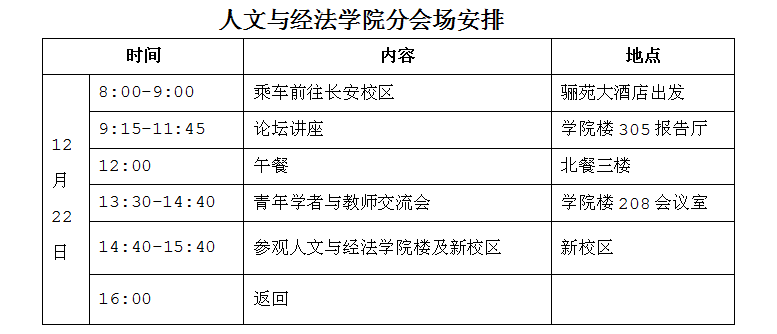 人文与经法学院分会场安排
时间 内容 地点
12月22日
8:00-9:00 乘车前往长安校区 骊苑大酒店出发
9:15-11:45 论坛讲座 学院楼 305 报告厅
12:00 午餐 北餐三楼
13:30-14:40 青年学者与教师交流会 学院楼 208 会议室
14:40-15:40 参观人文与经法学院楼及新校区 新校区
16:00 返回